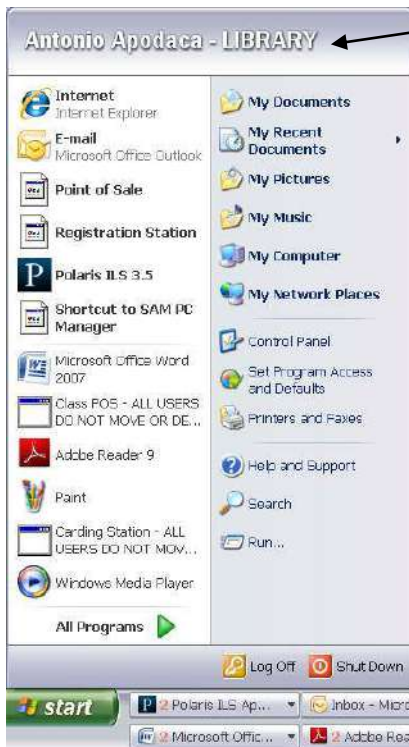 Antonio Apodaca - LIBRARY
Internet
Internet Explorer
E-mail
Microsoft Office Outlook
Point of Sale
Registration Station
Polaris ILS 3.5
Shortcut to SAM PC
Manager
Microsoft Office Word
2007
Class POS - ALL USERS
DO NOT MOVE OR DE...
Adobe Reader 9
Paint
Carding Station - ALL
USERS DO NOT MOV...
Windows Media Player
All Programs
My Documents
My Recent
Documents
My Pictures
My Music
My Computer
My Network Places
Control Panel
Set Program Access
and Defaults
Printers and Faxes
Help and Support
Search
Run...
Log Off
Shut Down
start
2 Polaris ILS Ap...
Inbox - Micro
2 Microsoft Offic...
2 Adobe Rea